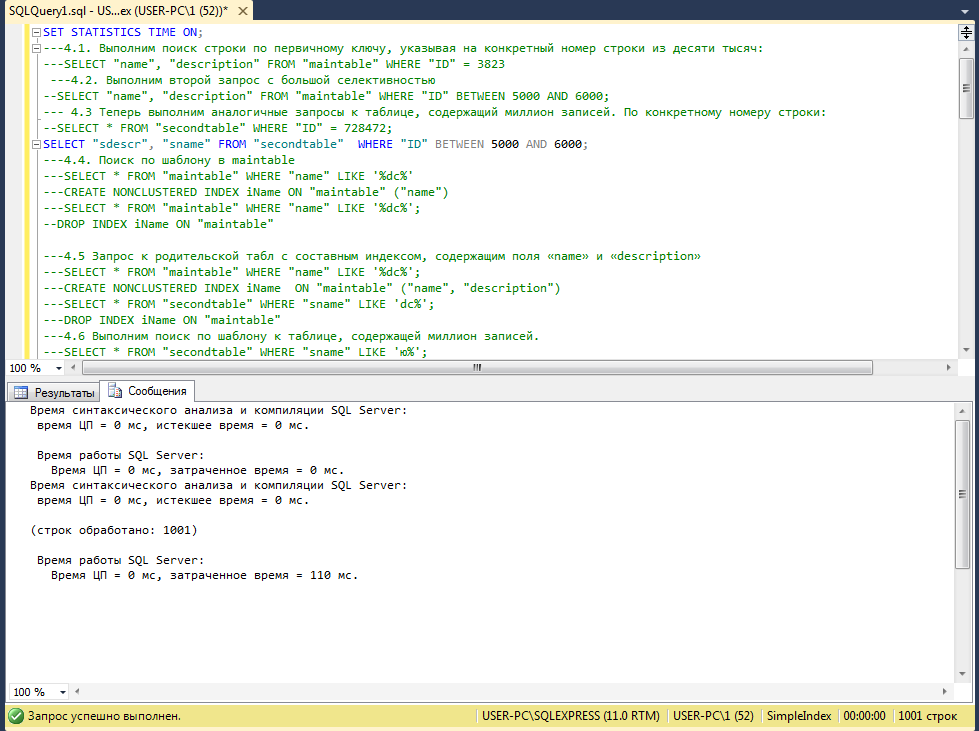 SQLQuery1.sql - US...ex (USER-PC\1 (52))*
SET STATISTICS TIME ON;
---4.1. Выполним поиск строки по первичному ключу, указывая на конкретный номер строки из десяти тысяч:
---SELECT "name", "description" FROM "maintable" WHERE "ID" = 3823
---4.2. Выполним второй запрос с большой селективностью
--SELECT "name", "description" FROM "maintable" WHERE "ID" BETWEEN 5000 AND 6000;
--- 4.3 Теперь выполним аналогичные запросы к таблице, содержащий миллион записей. По конкретному номеру строки:
--SELECT * FROM "secondtable" WHERE "ID" = 728472;
SELECT "sdescr", "sname" FROM "secondtable"  WHERE "ID" BETWEEN 5000 AND 6000;
---4.4. Поиск по шаблону в maintable
---SELECT * FROM "maintable" WHERE "name" LIKE '%dc%'
---CREATE NONCLUSTERED INDEX iName ON "maintable" ("name")
---SELECT * FROM "maintable" WHERE "name" LIKE '%dc%';
--DROP INDEX iName ON "maintable"
---4.5 Запрос к родительской табл с составным индексом, содержащим поля «name» и «description»
---SELECT * FROM "maintable" WHERE "name" LIKE '%dc%';
---CREATE NONCLUSTERED INDEX iName  ON "maintable" ("name", "description")
---SELECT * FROM "secondtable" WHERE "sname" LIKE 'dc%';
---DROP INDEX iName ON "maintable"
---4.6 Выполним поиск по шаблону к таблице, содержащей миллион записей.
---SELECT * FROM "secondtable" WHERE "sname" LIKE 'ю%';
100 %
Результаты Сообщения
Время синтаксического анализа и компиляции SQL Server:
время ЦП = 0 мс, истекшее время = 0 мс.
Время работы SQL Server:
Время ЦП = 0 мс, затраченное время = 0 мс.
Время синтаксического анализа и компиляции SQL Server:
время ЦП = 0 мс, истекшее время = 0 мс.
(строк обработано: 1001)
Время работы SQL Server:
Время ЦП = 0 мс, затраченное время = 110 мс.
100 %
Запрос успешно выполнен. USER-PC\SQLEXPRESS (11.0 RTM) USER-PC\1 (52) SimpleIndex 00:00:00 1001 строк